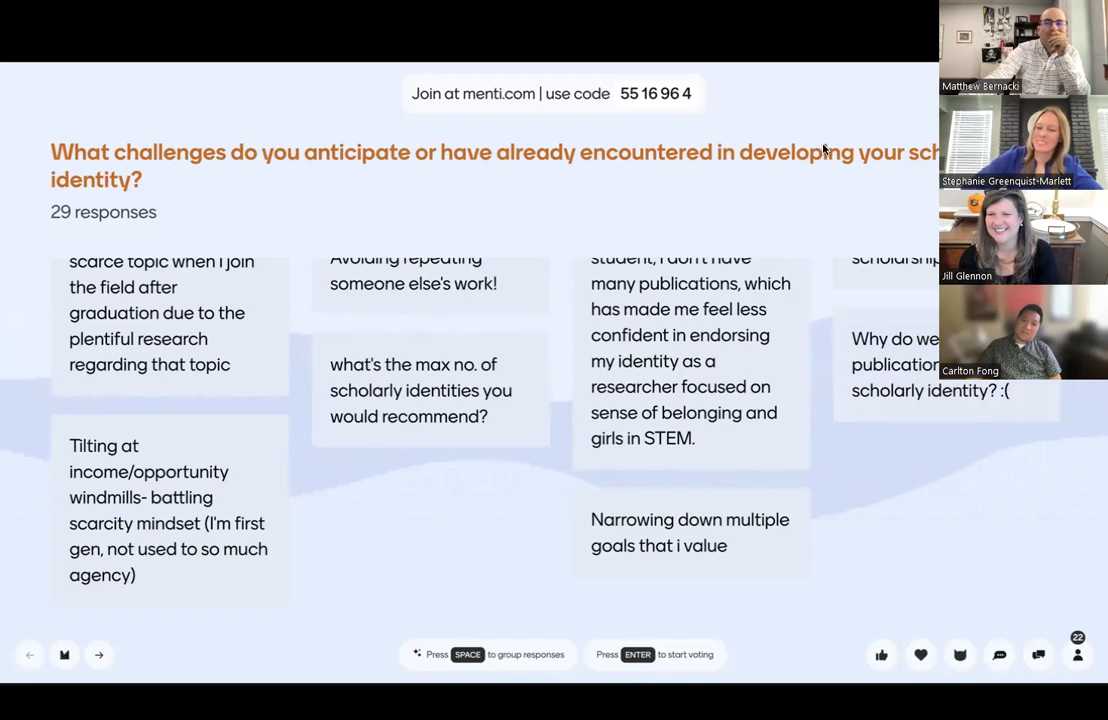 Join at menti.com | use code 55 16 96 4
What challenges do you anticipate or have already encountered in developing your sch
identity?
29 responses
scarce topic when I join
the field after
graduation due to the
plentiful research
regarding that topic
Tilting at
income/opportunity
windmills- battling
scarcity mindset (I'm first
gen, not used to so much
agency)
Avoiding repeating
someone else's work!
what's the max no. of
scholarly identities you
would recommend?
student, I don't have
many publications, which
has made me feel less
confident in endorsing
my identity as a
researcher focused on
sense of belonging and
girls in STEM.
Narrowing down multiple
goals that i value
scholarship
Why do we
publication
scholarly identity? :(
Matthew Bernacki
Stephanie Greenquist-Marlett
Jill Glennon
Carlton Fong
Press SPACE to group responses
Press ENTER to start voting
22